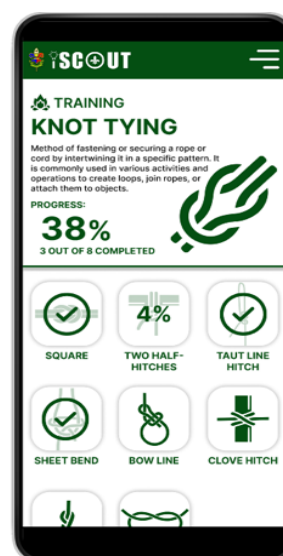 iSCOUT
TRAINING
KNOT TYING
Method of fastening or securing a rope or
cord by intertwining it in a specific pattern. It
is commonly used in various activities and
operations to create loops, join ropes, or
attach them to objects.
PROGRESS:
38%
3 OUT OF 8 COMPLETED
4%
SQUARE
TWO HALF-
HITCHES
TAUT LINE
HITCH
SHEET BEND
BOW LINE
CLOVE HITCH